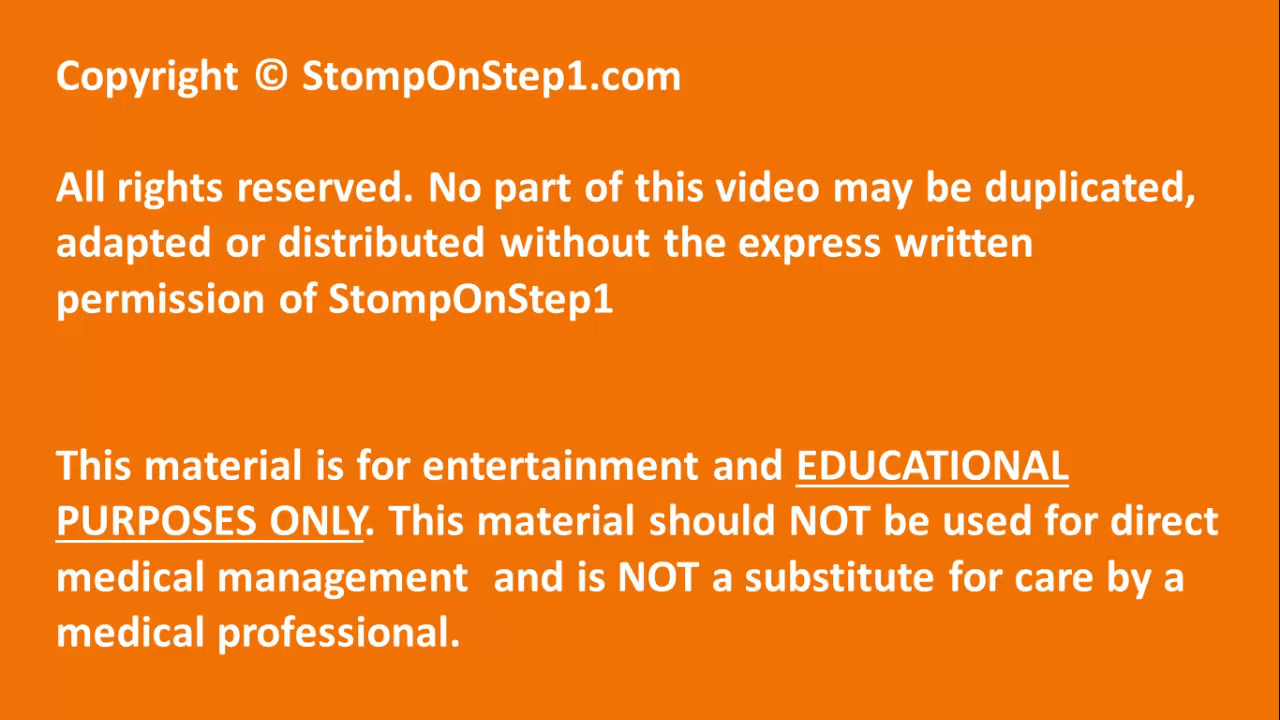 Copyright © StompOnStep1.com
All rights reserved. No part of this video may be duplicated,
adapted or distributed without the express written
permission of StompOnStep1
This material is for entertainment and EDUCATIONAL
PURPOSES ONLY. This material should NOT be used for direct
medical management  and is NOT a substitute for care by a
medical professional.